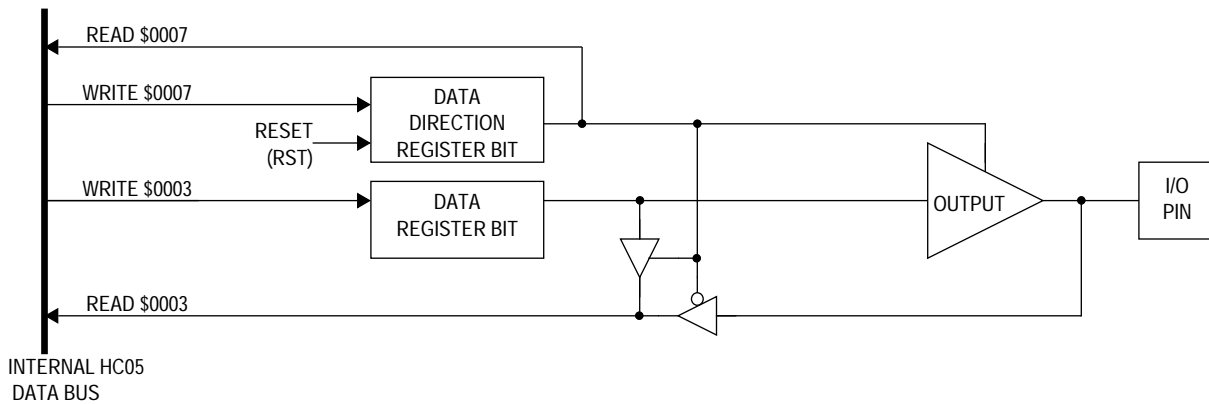 READ $0007
WRITE $0007
DATA
DIRECTION
REGISTER BIT
RESET
(RST)
WRITE $0003
DATA
REGISTER BIT
OUTPUT
I/O
PIN
READ $0003
INTERNAL HC05
DATA BUS